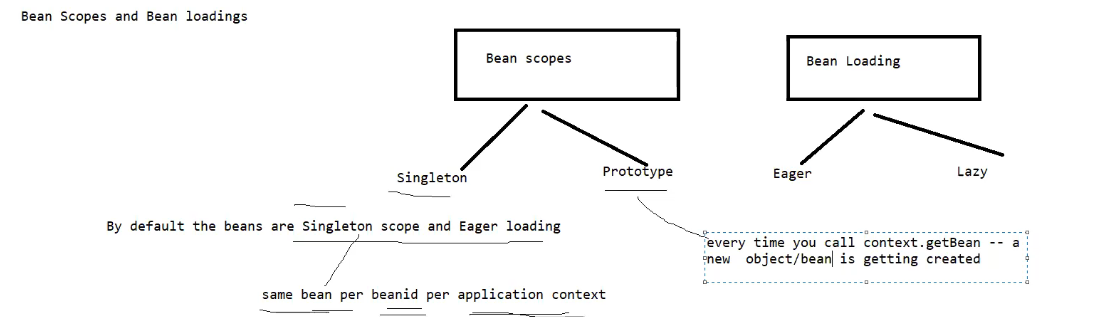 Bean Scopes and Bean loadings
Bean scopes
Bean Loading
Singleton
Prototype
Eager
Lazy
By default the beans are Singleton scope and Eager loading
every time you call context.getBean -- a
new  object/bean is getting created
same bean per beanid per application context